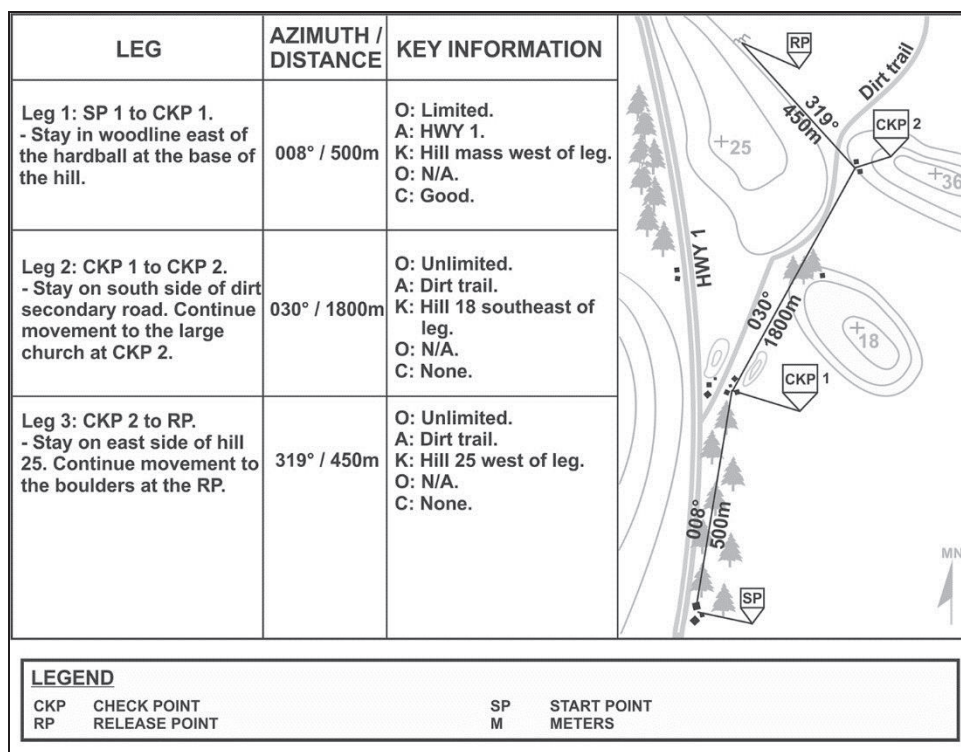 LEG
AZIMUTH /
DISTANCE
KEY INFORMATION
Leg 1: SP 1 to CKP 1.
- Stay in woodline east of
the hardball at the base of
the hill.
008° / 500m
O: Limited.
A: HWY 1.
K: Hill mass west of leg.
O: N/A.
C: Good.
Leg 2: CKP 1 to CKP 2.
- Stay on south side of dirt
secondary road. Continue
movement to the large
church at CKP 2.
030° / 1800m
O: Unlimited.
A: Dirt trail.
K: Hill 18 southeast of
leg.
O: N/A.
C: None.
Leg 3: CKP 2 to RP.
- Stay on east side of hill
25. Continue movement to
the boulders at the RP.
319° / 450m
O: Unlimited.
A: Dirt trail.
K: Hill 25 west of leg.
O: N/A.
C: None.
RP
Dirt trail
319°
450m
CKP 2
25
36
HWY 1
030°
1800m
18
CKP 1
008°
500m
MN
SP
LEGEND
CKP CHECK POINT
RP RELEASE POINT
SP START POINT
M METERS